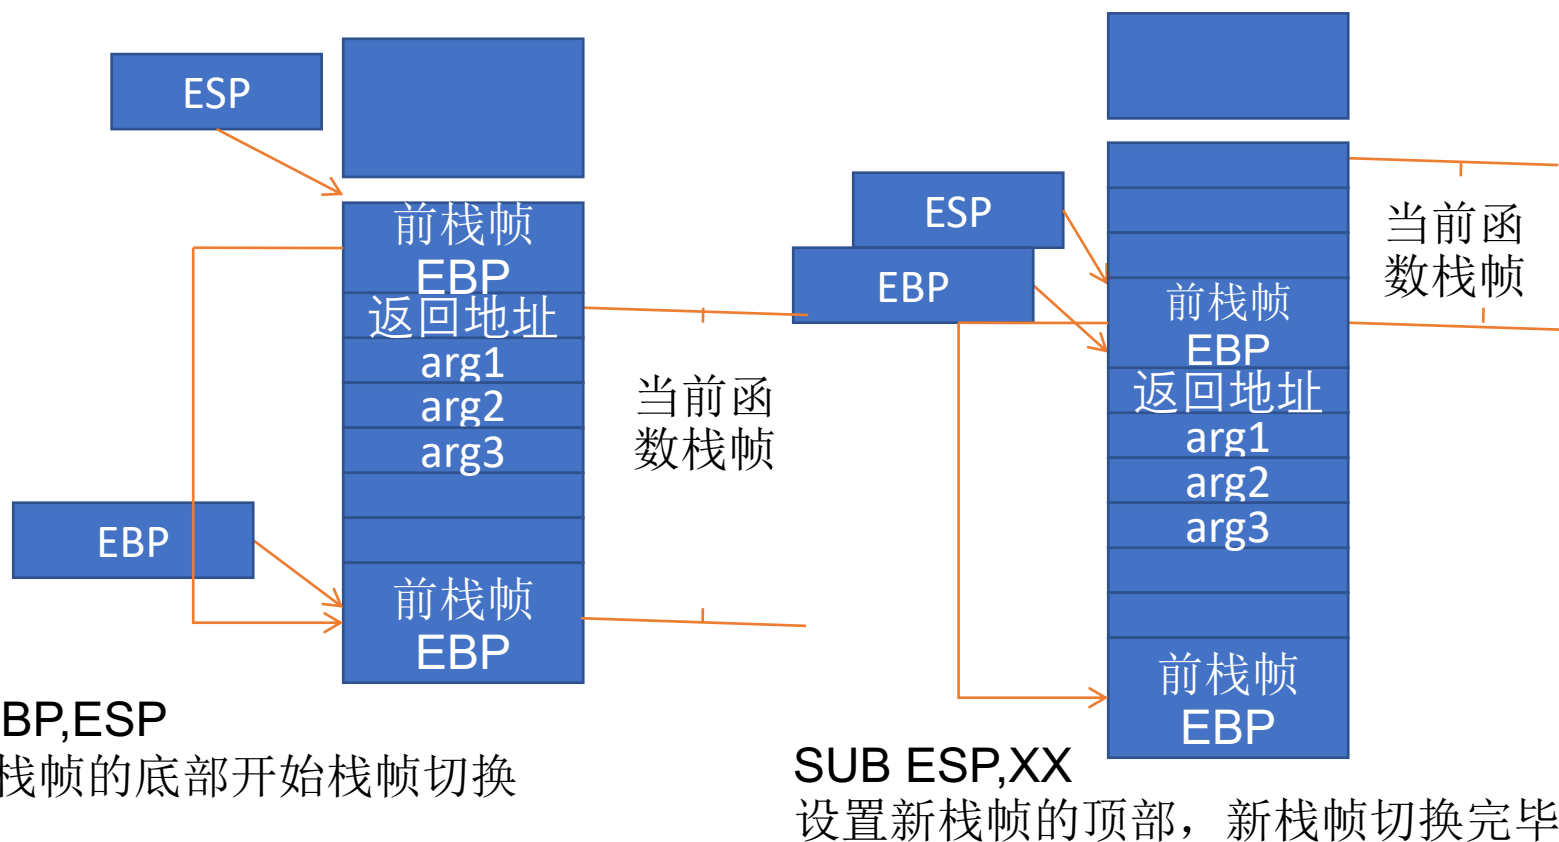 ESP
前栈帧
EBP
返回地址
arg1
arg2
arg3
当前函
数栈帧
EBP
前栈帧
EBP
BP,ESP
栈帧的底部开始栈帧切换
ESP
EBP
当前函
数栈帧
前栈帧
EBP
返回地址
arg1
arg2
arg3
前栈帧
EBP
SUB ESP,XX
设置新栈帧的顶部，新栈帧切换完毕